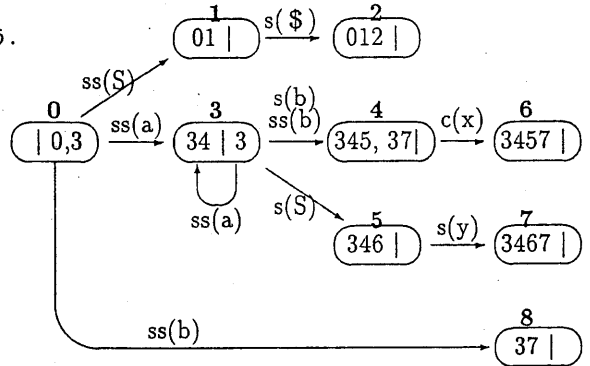 5.
1
s($)
2
01 |
012 |
ss(S)
0
3
s(b)
4
6
| 0,3
ss(a)
34 | 3
ss(b)
345, 37|
c(x)
3457 |
ss(a)
s(S)
5
7
346 |
s(y)
3467 |
8
ss(b)
37 |